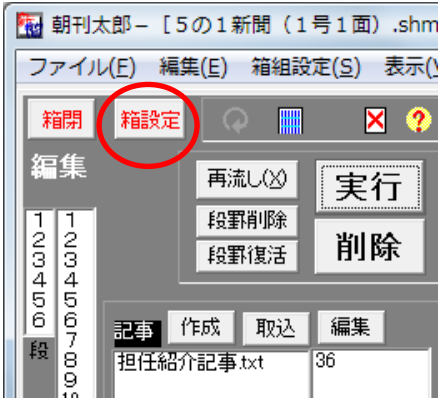 朝刊太郎－［５の１新聞（１号１面）.shm
ファイル(F) 編集(E) 箱組設定(S) 表示(V
箱閉 箱設定
編集
再流し(X) 実行
段罫削除
段罫復活 削除
1 1
2 2
3 3
4 4
5 5
6 6
段 7
8
9
10
記事 作成 取込 編集
担任紹介記事.txt 36